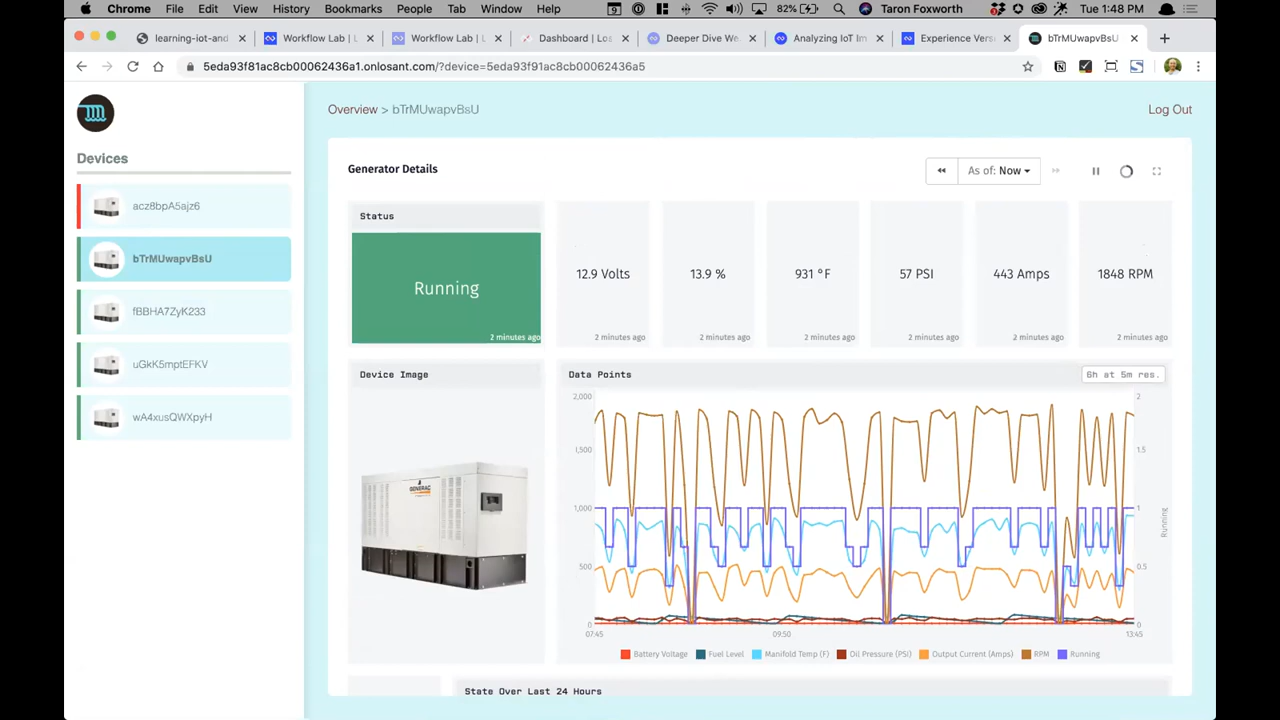 Chrome File Edit View History Bookmarks People Tab Window Help 82% Taron Foxworth Tue 1:48 PM
learning-iot-and Workflow Lab | L Workflow Lab | L Dashboard | Los Deeper Dive We Analyzing IoT Im Experience Vers bTrMUwapvBsU
5eda93f81ac8cb00062436a1.onlosant.com/?device=5eda93f91ac8cb00062436a5
Overview > bTrMUwapvBsU Log Out
Devices
acz8bpA5ajz6
bTrMUwapvBsU
fBBHA7ZyK233
uGkK5mptEFKV
wA4xusQWXpyH
Generator Details
As of: Now
Status
Running
2 minutes ago
12.9 Volts
2 minutes ago
13.9 %
2 minutes ago
931 °F
2 minutes ago
57 PSI
2 minutes ago
443 Amps
2 minutes ago
1848 RPM
2 minutes ago
Device Image
GENERAC
Data Points
6h at 5m res.
2,000 2
1,500 1.5
1,000 1
500 0.5
0 0
Running
07:45 09:50 13:45
Battery Voltage Fuel Level Manifold Temp (F) Oil Pressure (PSI) Output Current (Amps) RPM Running
State Over Last 24 Hours